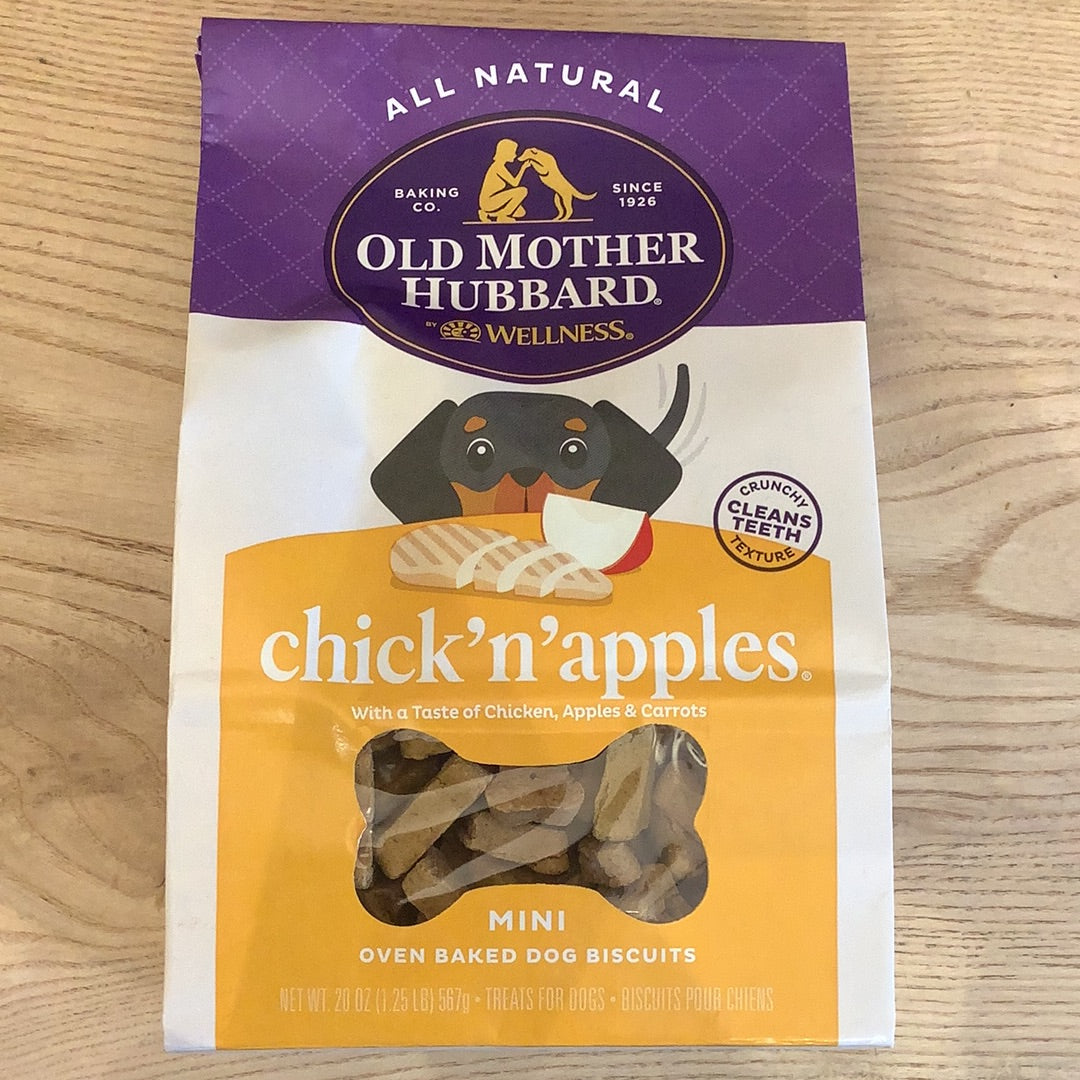 ALL NATURAL
BAKING CO.
SINCE 1926
OLD MOTHER
HUBBARD®
BY WELLNESS®
CRUNCHY
CLEANS
TEETH
TEXTURE
chick'n'apples®
With a Taste of Chicken, Apples & Carrots
MINI
OVEN BAKED DOG BISCUITS
NET WT. 20 OZ (1.25 LB) 567g • TREATS FOR DOGS • BISCUITS POUR CHIENS